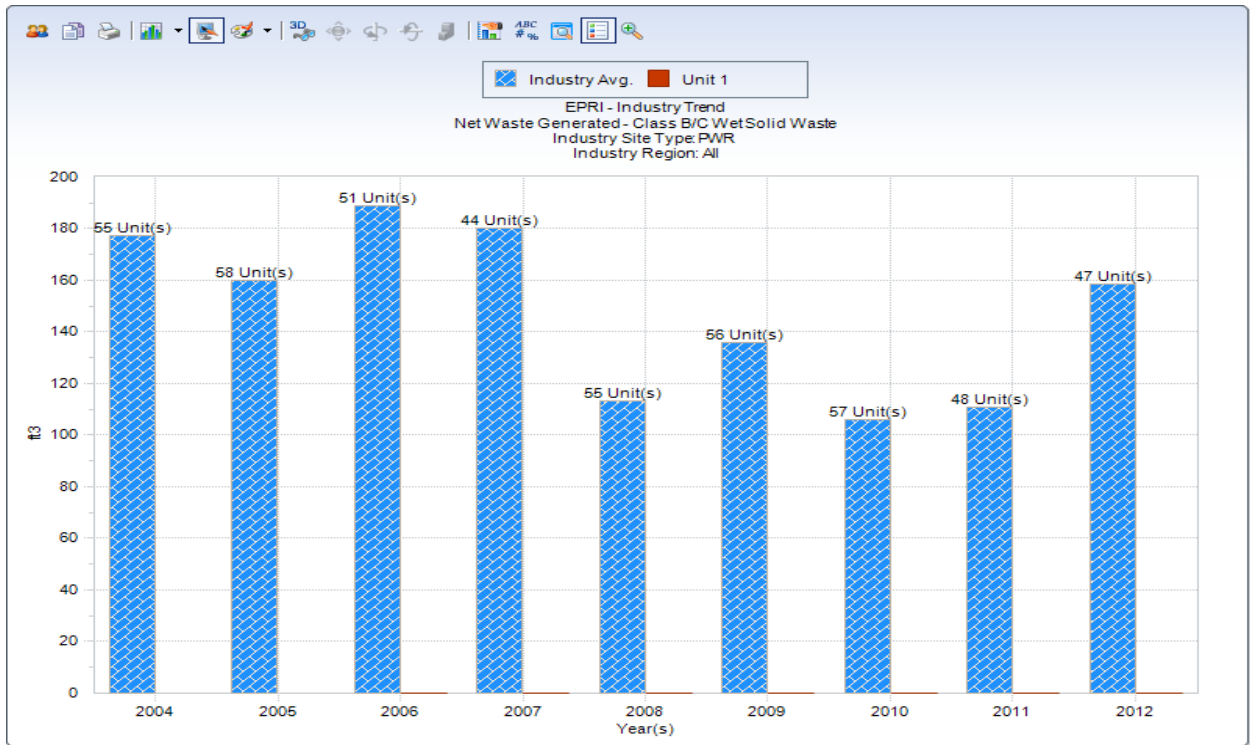 3D ABC
# %
Industry Avg. Unit 1
EPRI - Industry Trend
Net Waste Generated - Class B/C Wet Solid Waste
Industry Site Type: PWR
Industry Region: All
200
51 Unit(s)
55 Unit(s) 44 Unit(s)
180
58 Unit(s) 47 Unit(s)
160
56 Unit(s)
140
120
55 Unit(s) 57 Unit(s) 48 Unit(s)
100
ft3
80
60
40
20
0
2004 2005 2006 2007 2008 2009 2010 2011 2012
Year(s)